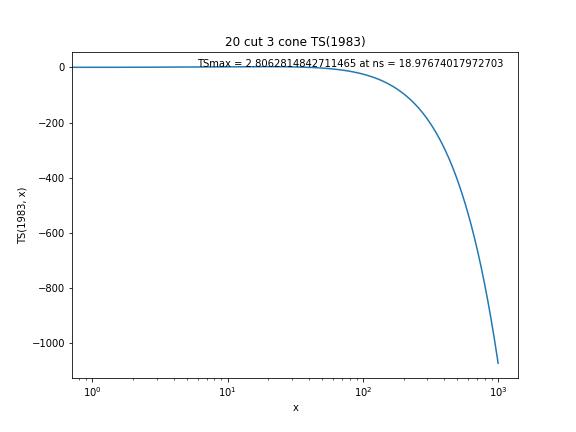 20 cut 3 cone TS(1983)
TSmax = 2.8062814842711465 at ns = 18.97674017972703
0
−200
−400
−600
−800
−1000
TS(1983, x)
10⁰
10¹
10²
10³
x